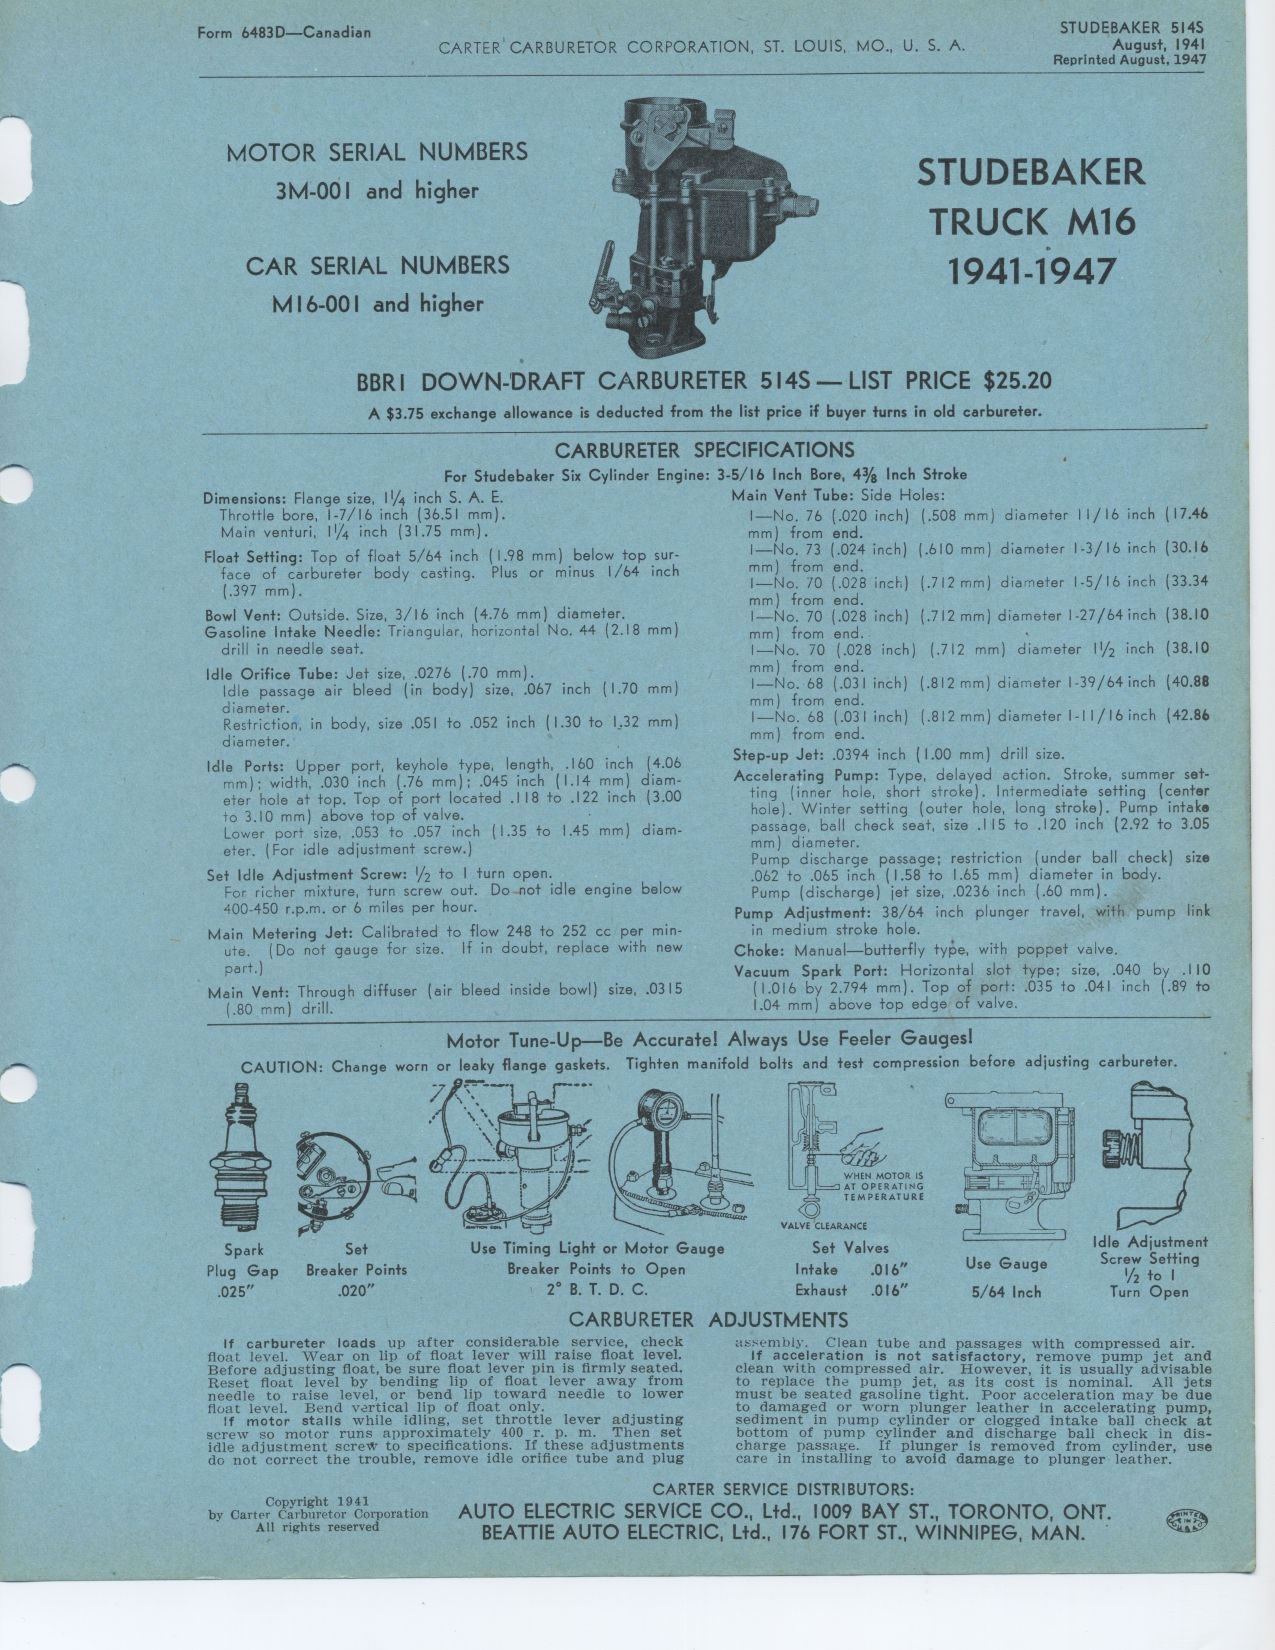 Form 6483D—Canadian
CARTER CARBURETOR CORPORATION, ST. LOUIS, MO., U. S. A.
STUDEBAKER 514S
August, 1941
Reprinted August, 1947
MOTOR SERIAL NUMBERS
3M-001 and higher
CAR SERIAL NUMBERS
M16-001 and higher
STUDEBAKER
TRUCK M16
1941-1947
BBR1 DOWN-DRAFT CARBURETER 514S — LIST PRICE $25.20
A $3.75 exchange allowance is deducted from the list price if buyer turns in old carbureter.
CARBURETER SPECIFICATIONS
For Studebaker Six Cylinder Engine: 3-5/16 Inch Bore, 4⅜ Inch Stroke
Dimensions: Flange size, 1¼ inch S. A. E.
Throttle bore, 1-7/16 inch (36.51 mm).
Main venturi, 1¼ inch (31.75 mm).
Float Setting: Top of float 5/64 inch (1.98 mm) below top sur-
face of carbureter body casting. Plus or minus 1/64 inch
(.397 mm).
Bowl Vent: Outside. Size, 3/16 inch (4.76 mm) diameter.
Gasoline Intake Needle: Triangular, horizontal No. 44 (2.18 mm)
drill in needle seat.
Idle Orifice Tube: Jet size, .0276 (.70 mm).
Idle passage air bleed (in body) size, .067 inch (1.70 mm)
diameter.
Restriction, in body, size .051 to .052 inch (1.30 to 1.32 mm)
diameter.
Idle Ports: Upper port, keyhole type, length, .160 inch (4.06
mm); width, .030 inch (.76 mm); .045 inch (1.14 mm) diam-
eter hole at top. Top of port located .118 to .122 inch (3.00
to 3.10 mm) above top of valve.
Lower port size, .053 to .057 inch (1.35 to 1.45 mm) diam-
eter. (For idle adjustment screw.)
Set Idle Adjustment Screw: ½ to 1 turn open.
For richer mixture, turn screw out. Do not idle engine below
400-450 r.p.m. or 6 miles per hour.
Main Metering Jet: Calibrated to flow 248 to 252 cc per min-
ute. (Do not gauge for size. If in doubt, replace with new
part.)
Main Vent: Through diffuser (air bleed inside bowl) size, .0315
(.80 mm) drill.
Main Vent Tube: Side Holes:
1—No. 76 (.020 inch) (.508 mm) diameter 11/16 inch (17.46
mm) from end.
1—No. 73 (.024 inch) (.610 mm) diameter 1-3/16 inch (30.16
mm) from end.
1—No. 70 (.028 inch) (.712 mm) diameter 1-5/16 inch (33.34
mm) from end.
1—No. 70 (.028 inch) (.712 mm) diameter 1-27/64 inch (38.10
mm) from end.
1—No. 70 (.028 inch) (.712 mm) diameter 1½ inch (38.10
mm) from end.
1—No. 68 (.031 inch) (.812 mm) diameter 1-39/64 inch (40.88
mm) from end.
1—No. 68 (.031 inch) (.812 mm) diameter 1-11/16 inch (42.86
mm) from end.
Step-up Jet: .0394 inch (1.00 mm) drill size.
Accelerating Pump: Type, delayed action. Stroke, summer set-
ting (inner hole, short stroke). Intermediate setting (center
hole). Winter setting (outer hole, long stroke). Pump intake
passage, ball check seat, size .115 to .120 inch (2.92 to 3.05
mm) diameter.
Pump discharge passage; restriction (under ball check) size
.062 to .065 inch (1.58 to 1.65 mm) diameter in body.
Pump (discharge) jet size, .0236 inch (.60 mm).
Pump Adjustment: 38/64 inch plunger travel, with pump link
in medium stroke hole.
Choke: Manual—butterfly type, with poppet valve.
Vacuum Spark Port: Horizontal slot type; size, .040 by .110
(1.016 by 2.794 mm). Top of port: .035 to .041 inch (.89 to
1.04 mm) above top edge of valve.
Motor Tune-Up—Be Accurate! Always Use Feeler Gauges!
CAUTION: Change worn or leaky flange gaskets. Tighten manifold bolts and test compression before adjusting carbureter.
WHEN MOTOR IS
AT OPERATING
TEMPERATURE
IGNITION COIL
VALVE CLEARANCE
Spark
Plug Gap
.025"
Set
Breaker Points
.020"
Use Timing Light or Motor Gauge
Breaker Points to Open
2° B. T. D. C.
Set Valves
Intake .016"
Exhaust .016"
Use Gauge
5/64 Inch
Idle Adjustment
Screw Setting
½ to 1
Turn Open
CARBURETER ADJUSTMENTS
If carbureter loads up after considerable service, check
float level. Wear on lip of float lever will raise float level.
Before adjusting float, be sure float lever pin is firmly seated.
Reset float level by bending lip of float lever away from
needle to raise level, or bend lip toward needle to lower
float level. Bend vertical lip of float only.
If motor stalls while idling, set throttle lever adjusting
screw so motor runs approximately 400 r. p. m. Then set
idle adjustment screw to specifications. If these adjustments
do not correct the trouble, remove idle orifice tube and plug
assembly. Clean tube and passages with compressed air.
If acceleration is not satisfactory, remove pump jet and
clean with compressed air. However, it is usually advisable
to replace the pump jet, as its cost is nominal. All jets
must be seated gasoline tight. Poor acceleration may be due
to damaged or worn plunger leather in accelerating pump,
sediment in pump cylinder or clogged intake ball check at
bottom of pump cylinder and discharge ball check in dis-
charge passage. If plunger is removed from cylinder, use
care in installing to avoid damage to plunger leather.
Copyright 1941
by Carter Carburetor Corporation
All rights reserved
CARTER SERVICE DISTRIBUTORS:
AUTO ELECTRIC SERVICE CO., Ltd., 1009 BAY ST., TORONTO, ONT.
BEATTIE AUTO ELECTRIC, Ltd., 176 FORT ST., WINNIPEG, MAN.
PRINTED
IN
U.S.A.